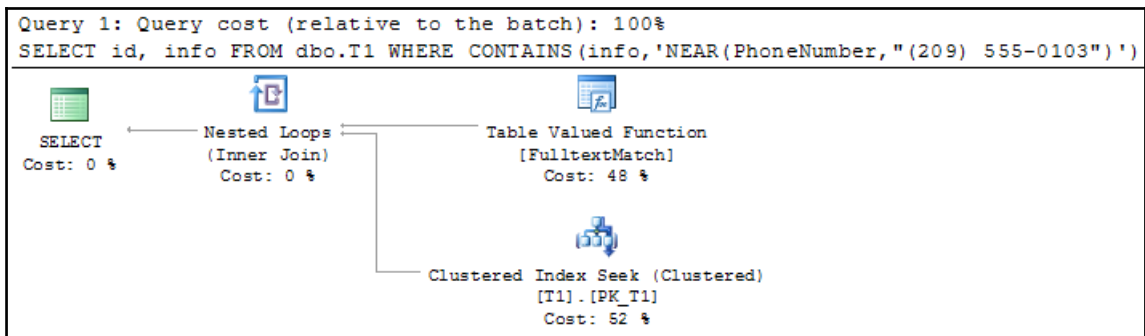 Query 1: Query cost (relative to the batch): 100%
SELECT id, info FROM dbo.T1 WHERE CONTAINS(info,'NEAR(PhoneNumber,"(209) 555-0103")')
SELECT
Cost: 0 %
Nested Loops
(Inner Join)
Cost: 0 %
Table Valued Function
[FulltextMatch]
Cost: 48 %
Clustered Index Seek (Clustered)
[T1].[PK_T1]
Cost: 52 %